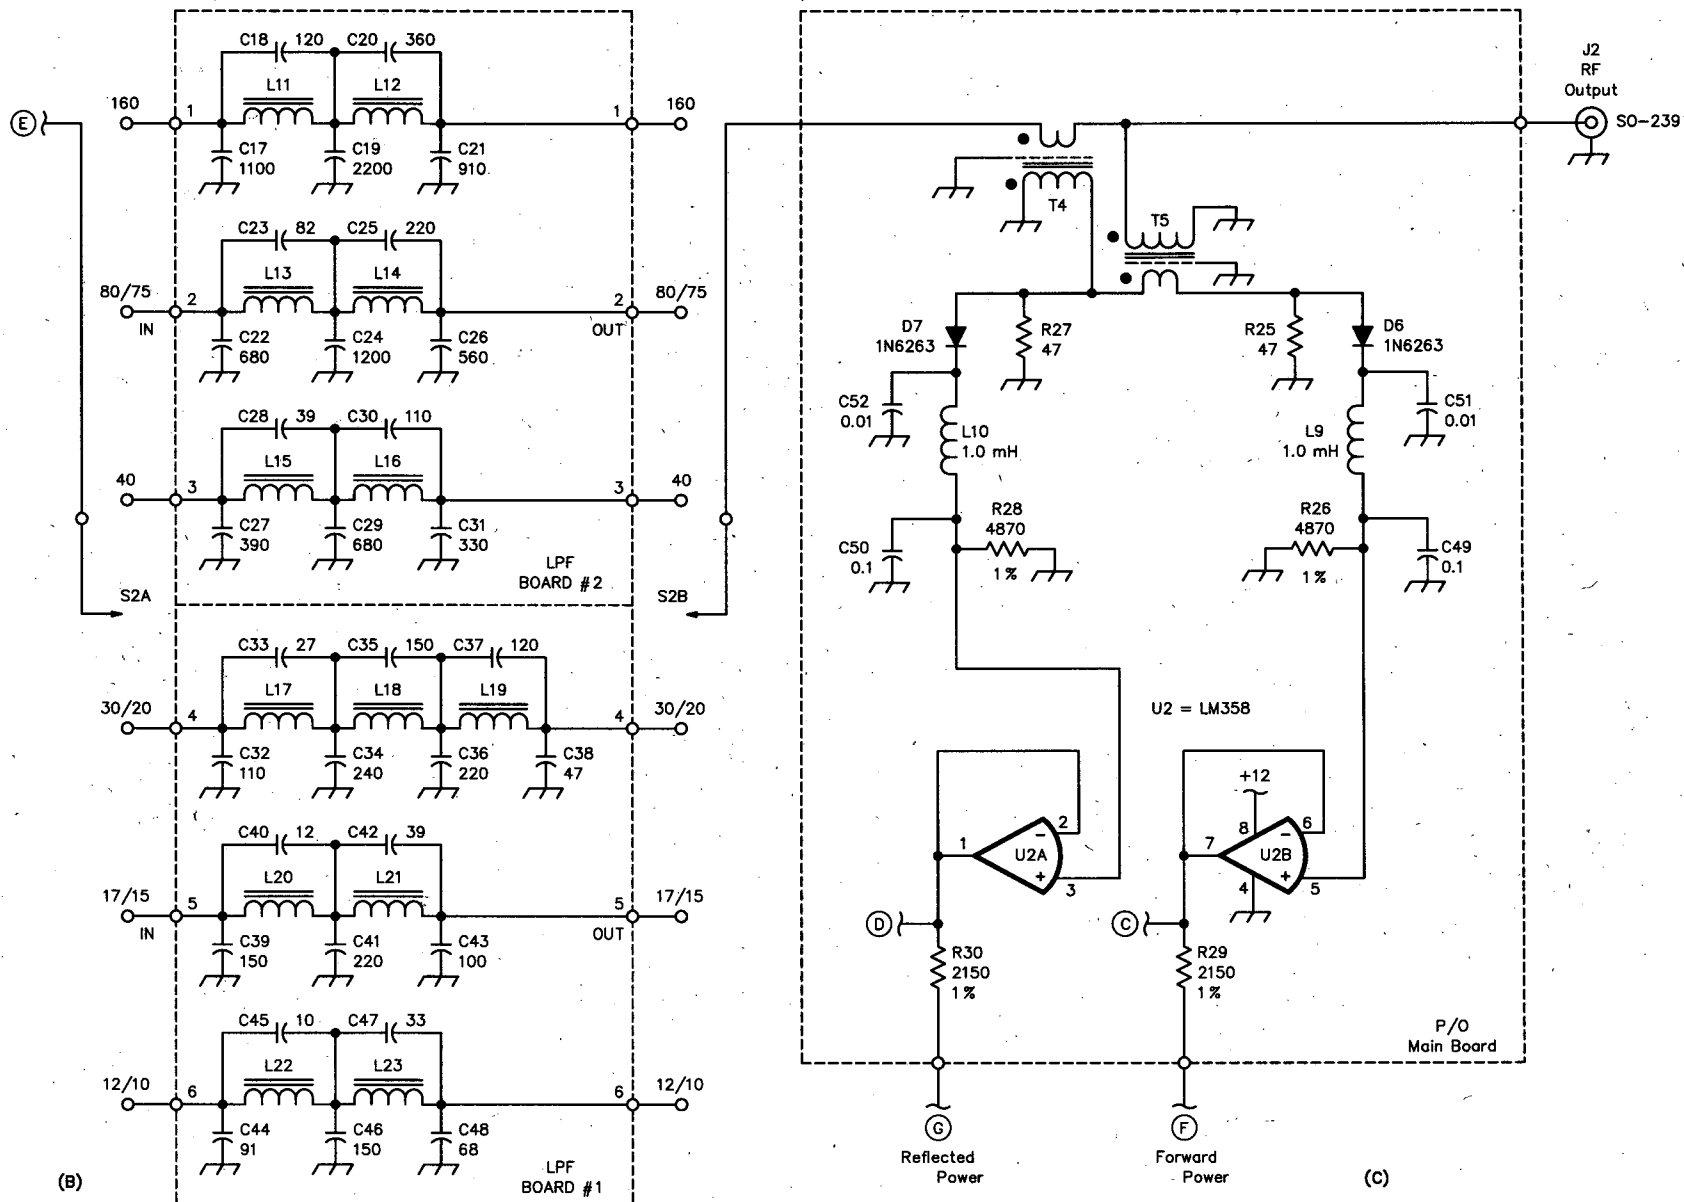 C18 120 C20 360
L11 L12
E
160 1 1 160
C17 1100
C19 2200
C21 910
C23 82 C25 220
L13 L14
80/75 2 2 80/75
IN OUT
C22 680
C24 1200
C26 560
C28 39 C30 110
L15 L16
40 3 3 40
C27 390
C29 680
C31 330
LPF
BOARD #2
S2A S2B
C33 27 C35 150 C37 120
L17 L18 L19
30/20 4 4 30/20
C32 110
C34 240
C36 220
C38 47
C40 12 C42 39
L20 L21
17/15 5 5 17/15
IN OUT
C39 150
C41 220
C43 100
C45 10 C47 33
L22 L23
12/10 6 6 12/10
C44 91
C46 150
C48 68
LPF
BOARD #1
(B)
J2
RF
Output
SO-239
T4
T5
D7
1N6263
R27
47
R25
47
D6
1N6263
C52
0.01
L10
1.0 mH
L9
1.0 mH
C51
0.01
C50
0.1
R28
4870
1%
R26
4870
1%
C49
0.1
U2 = LM358
+12
1 U2A 2 3
- +
7 U2B 8 6 4 5
- +
D
C
R30
2150
1%
R29
2150
1%
P/O
Main Board
G
F
Reflected
Power
Forward
Power
(C)